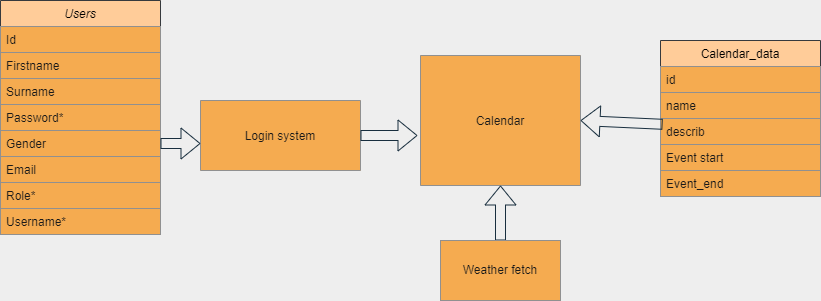 Users
Id
Firstname
Surname
Password*
Gender
Email
Role*
Username*
Login system
Calendar
Weather fetch
Calendar_data
id
name
describ
Event start
Event_end